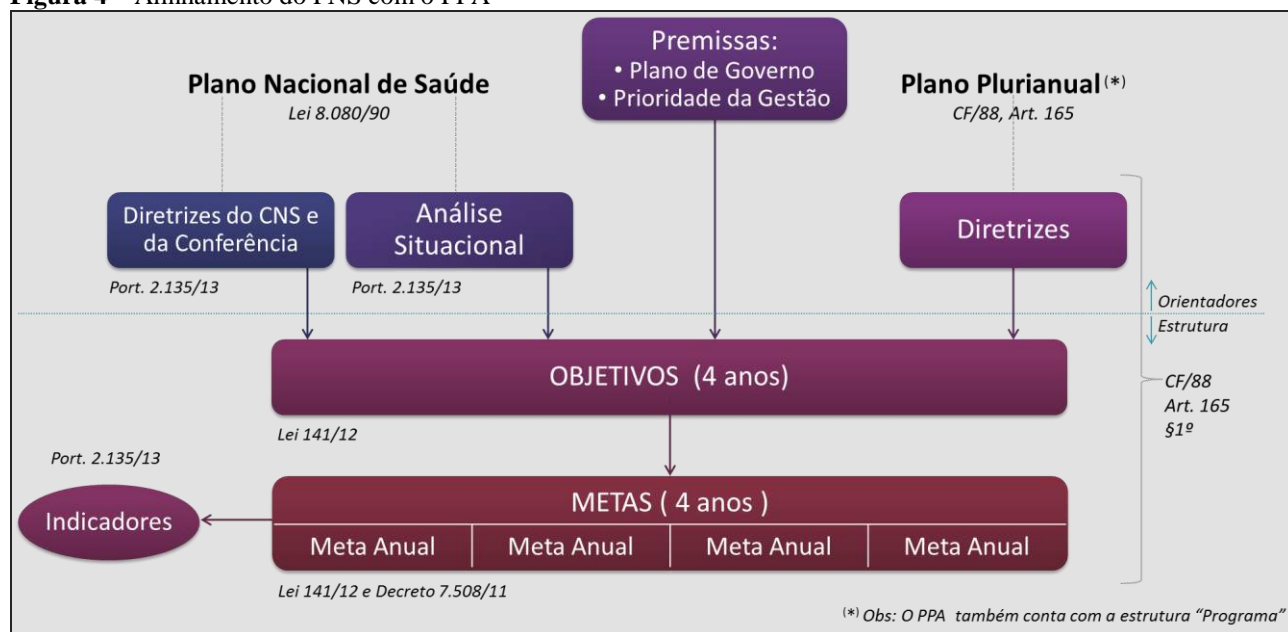 Figura 4 – Alinhamento do PNS com o PPA
Premissas:
• Plano de Governo
• Prioridade da Gestão
Plano Nacional de Saúde
Lei 8.080/90
Plano Plurianual (*)
CF/88, Art. 165
Diretrizes do CNS e
da Conferência
Análise
Situacional
Diretrizes
Port. 2.135/13
Port. 2.135/13
Orientadores
Estrutura
OBJETIVOS (4 anos)
CF/88
Art. 165
§1º
Lei 141/12
Port. 2.135/13
Indicadores
METAS ( 4 anos )
Meta Anual
Meta Anual
Meta Anual
Meta Anual
Lei 141/12 e Decreto 7.508/11
(*) Obs: O PPA também conta com a estrutura “Programa”